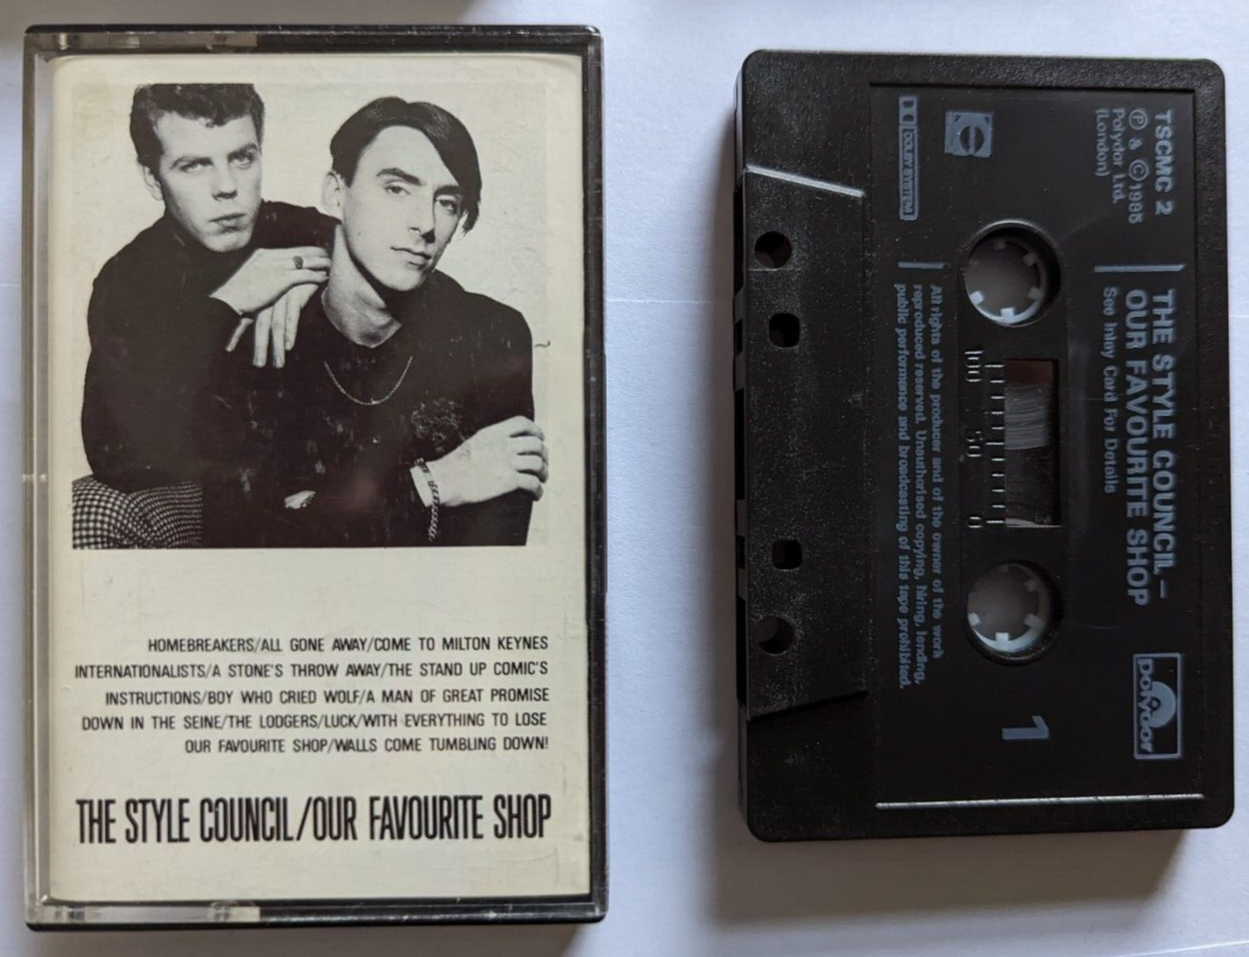 HOMEBREAKERS/ALL GONE AWAY/COME TO MILTON KEYNES
INTERNATIONALISTS/A STONE'S THROW AWAY/THE STAND UP COMIC'S
INSTRUCTIONS/BOY WHO CRIED WOLF/A MAN OF GREAT PROMISE
DOWN IN THE SEINE/THE LODGERS/LUCK/WITH EVERYTHING TO LOSE
OUR FAVOURITE SHOP/WALLS COME TUMBLING DOWN!
THE STYLE COUNCIL/OUR FAVOURITE SHOP
TSCMC 2
Ⓟ & ©1985
Polydor Ltd.
(London)
THE STYLE COUNCIL–
OUR FAVOURITE SHOP
See Inlay Card For Details
Polydor
1
100 50 0
DOLBY SYSTEM
All rights of the producer and of the owner of the work
reproduced reserved. Unauthorised copying, hiring, lending,
public performance and broadcasting of this tape prohibited.